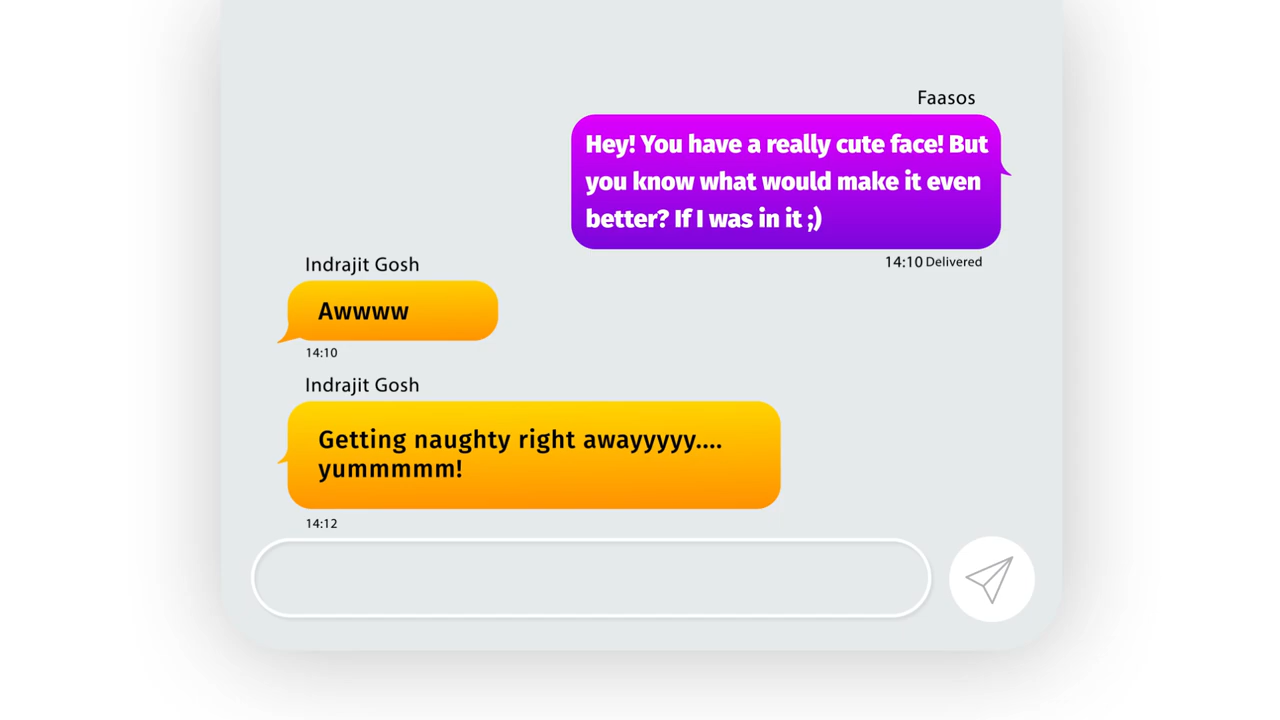 Faasos
Hey! You have a really cute face! But
you know what would make it even
better? If I was in it ;)
14:10 Delivered
Indrajit Gosh
Awwww
14:10
Indrajit Gosh
Getting naughty right awayyyyy....
yummmmm!
14:12